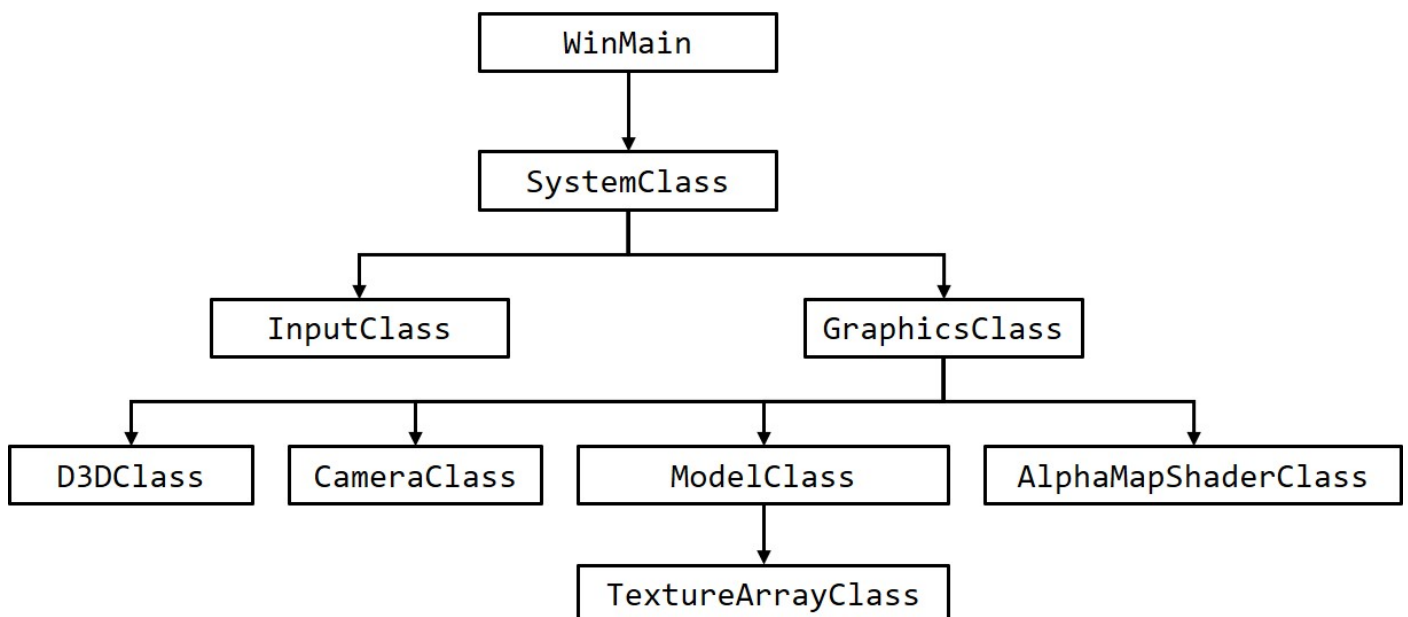 WinMain
SystemClass
InputClass
GraphicsClass
D3DClass
CameraClass
ModelClass
AlphaMapShaderClass
TextureArrayClass